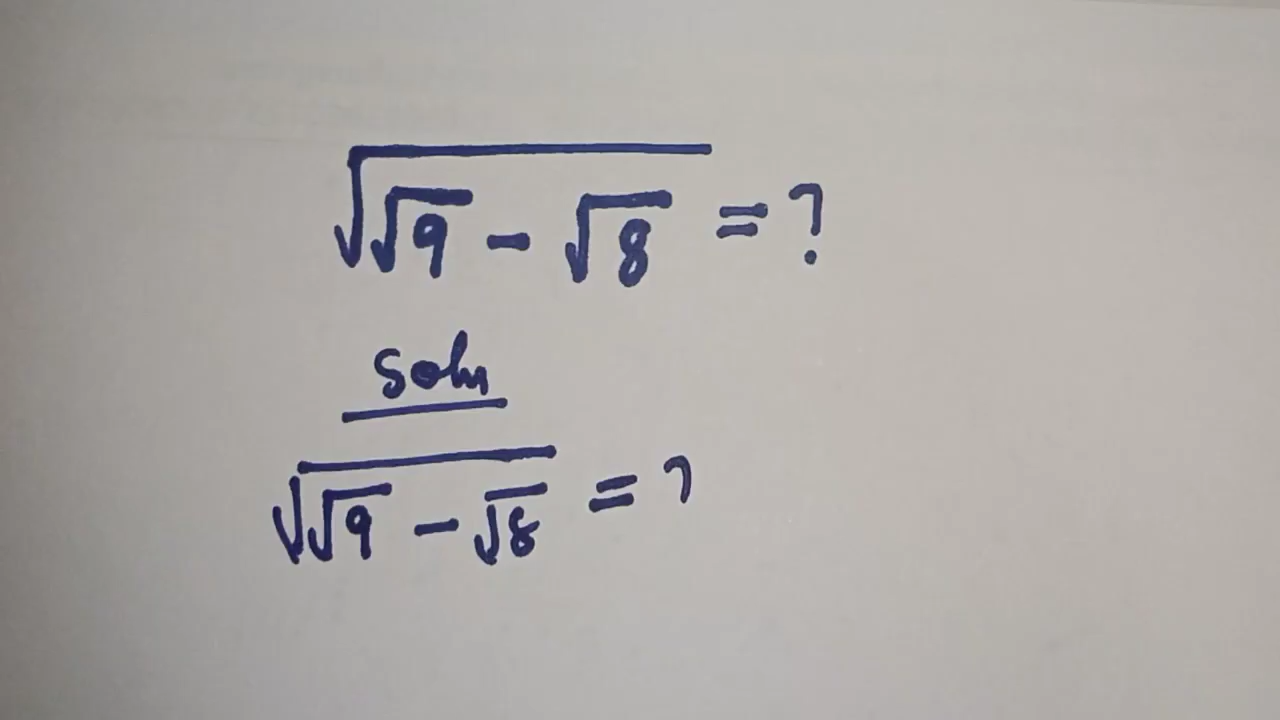 √(√9 - √8) = ?
Soln
√(√9 - √8) = ?